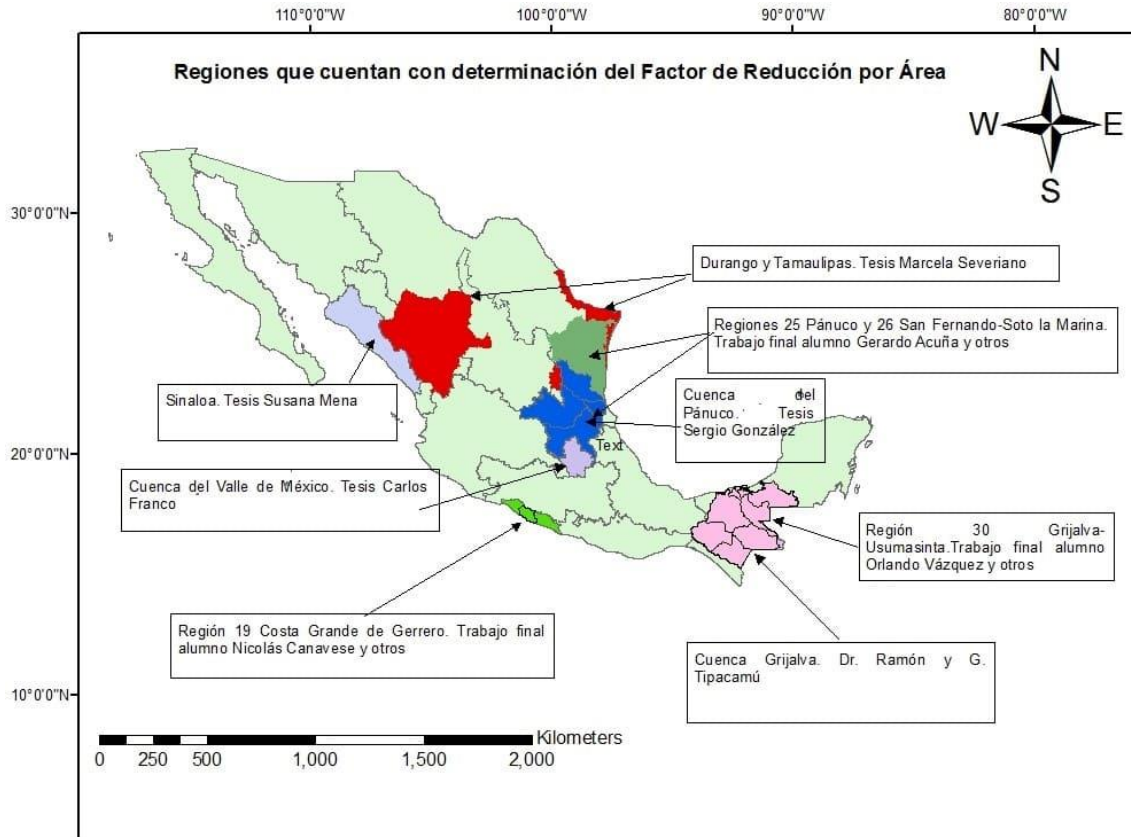 110°0'0"W 100°0'0"W 90°0'0"W 80°0'0"W
Regiones que cuentan con determinación del Factor de Reducción por Área
N
W E
S
30°0'0"N
Durango y Tamaulipas. Tesis Marcela Severiano
Regiones 25 Pánuco y 26 San Fernando-Soto la Marina.
Trabajo final alumno Gerardo Acuña y otros
Sinaloa. Tesis Susana Mena
Cuenca del
Pánuco. Tesis
Sergio González
Text
20°0'0"N
Cuenca del Valle de México. Tesis Carlos
Franco
Región 30 Grijalva-
Usumasinta.Trabajo final alumno
Orlando Vázquez y otros
Región 19 Costa Grande de Gerrero. Trabajo final
alumno Nicolás Canavese y otros
Cuenca Grijalva. Dr. Ramón y G.
Tipacamú
10°0'0"N
Kilometers
0 250 500 1,000 1,500 2,000